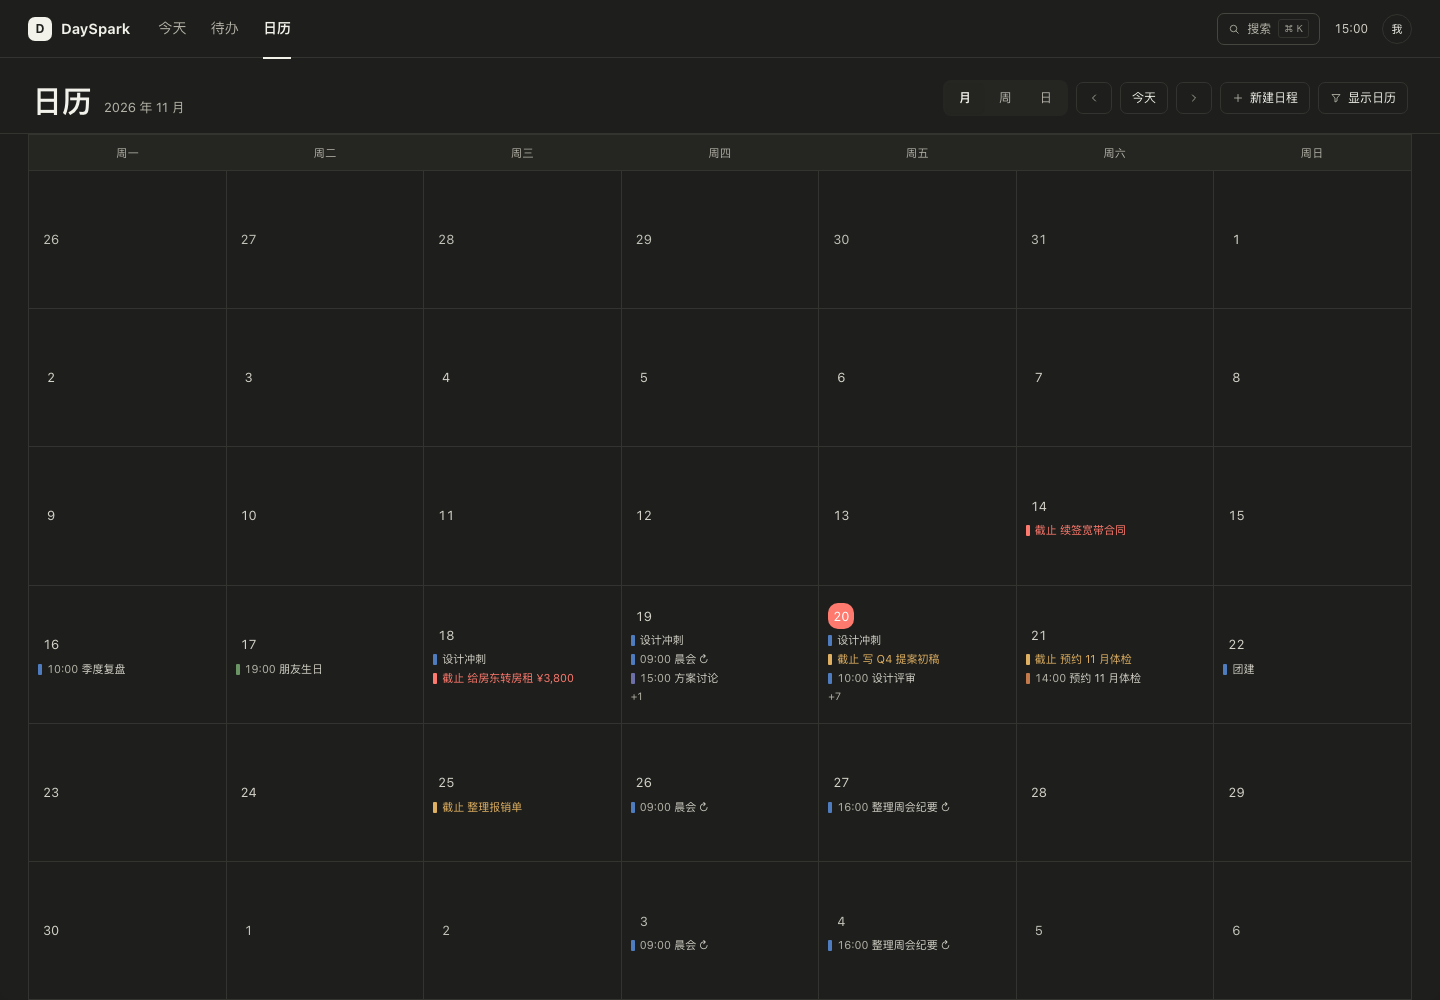 D DaySpark 今天 待办 日历 搜索 ⌘ K 15:00 我
日历 2026 年 11 月 月 周 日 今天 新建日程 显示日历
周一 周二 周三 周四 周五 周六 周日
26 27 28 29 30 31 1
2 3 4 5 6 7 8
9 10 11 12 13 14 15
截止 续签宽带合同
16
10:00 季度复盘
17
19:00 朋友生日
18
设计冲刺
截止 给房东转房租 ¥3,800
19
设计冲刺
09:00 晨会
15:00 方案讨论
+1
20
设计冲刺
截止 写 Q4 提案初稿
10:00 设计评审
+7
21
截止 预约 11 月体检
14:00 预约 11 月体检
22
团建
23
24
25
截止 整理报销单
26
09:00 晨会
27
16:00 整理周会纪要
28
29
30
1
2
3
09:00 晨会
4
16:00 整理周会纪要
5
6